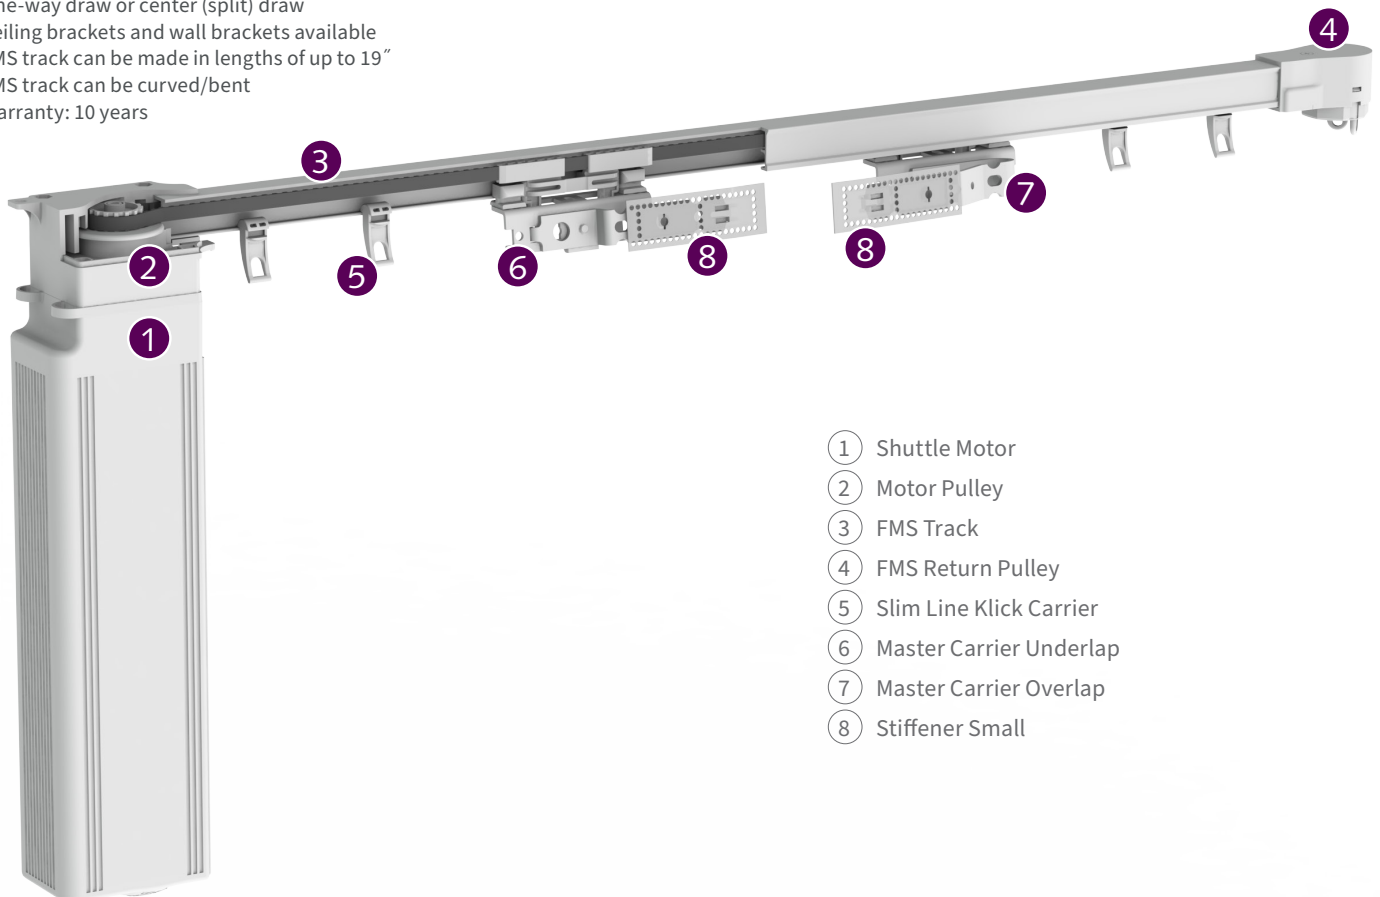 ne-way draw or center (split) draw
eiling brackets and wall brackets available
MS track can be made in lengths of up to 19˝
MS track can be curved/bent
arranty: 10 years
4
3
7
8
8
6
5
2
1
1 Shuttle Motor
2 Motor Pulley
3 FMS Track
4 FMS Return Pulley
5 Slim Line Klick Carrier
6 Master Carrier Underlap
7 Master Carrier Overlap
8 Stiffener Small